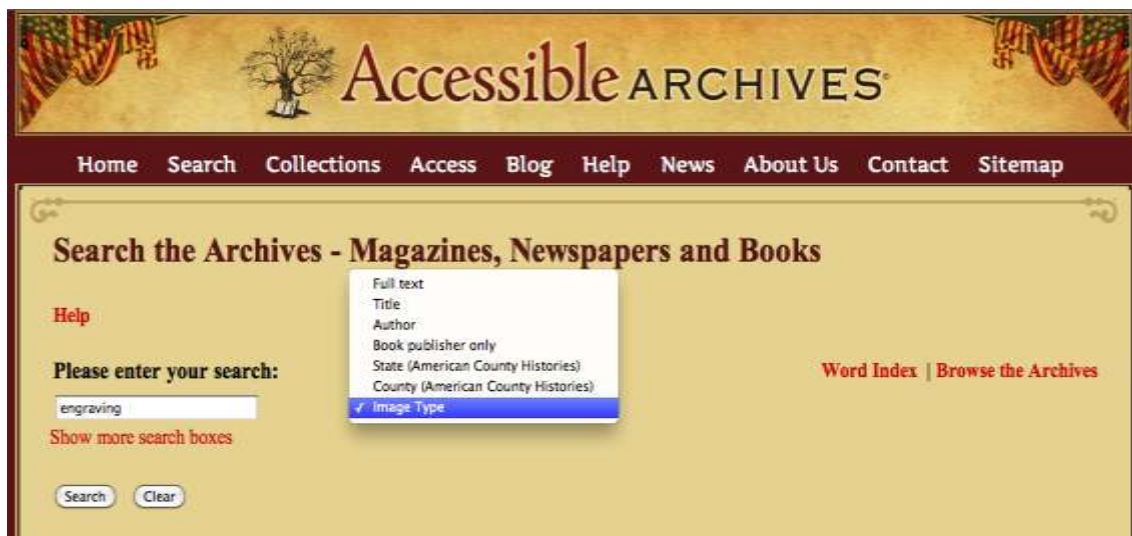 Accessible ARCHIVES®
Home Search Collections Access Blog Help News About Us Contact Sitemap
Search the Archives - Magazines, Newspapers and Books
Help
Full text
Title
Author
Book publisher only
State (American County Histories)
County (American County Histories)
✓ Image Type
Please enter your search:
Word Index | Browse the Archives
engraving
Show more search boxes
Search Clear